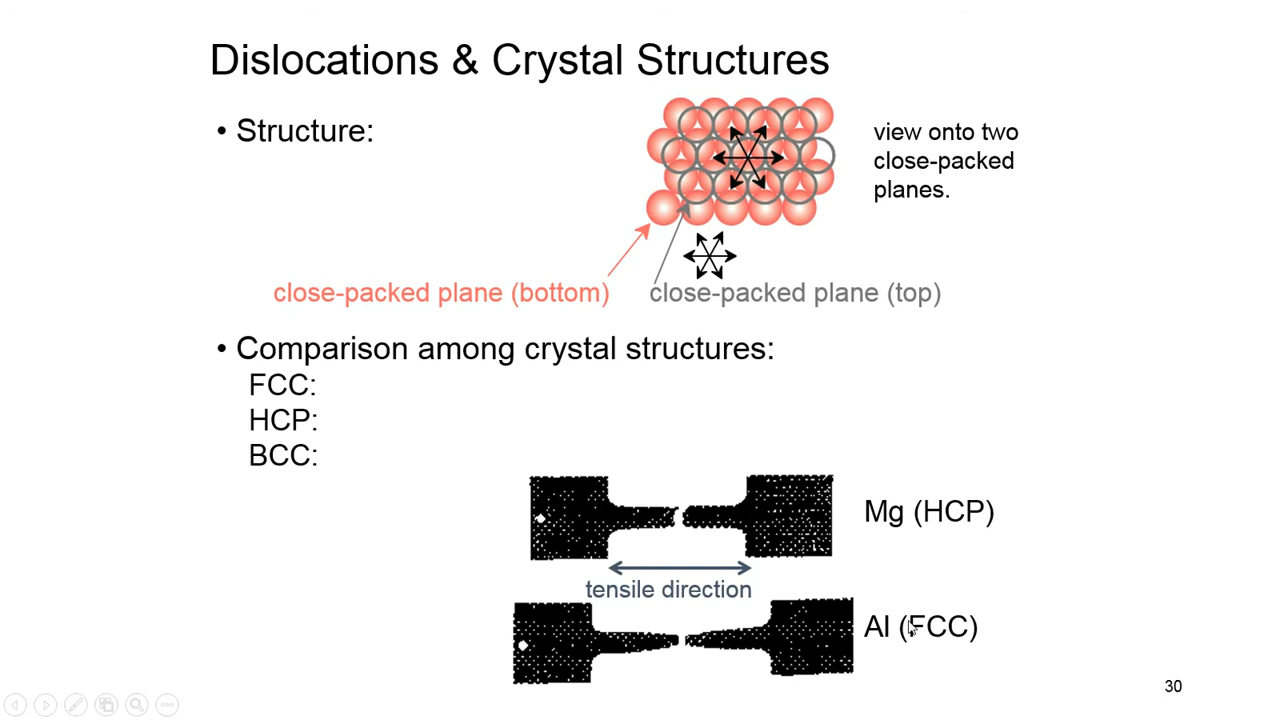 Dislocations & Crystal Structures
• Structure:
view onto two
close-packed
planes.
close-packed plane (bottom)
close-packed plane (top)
• Comparison among crystal structures:
FCC:
HCP:
BCC:
Mg (HCP)
tensile direction
Al (FCC)
30